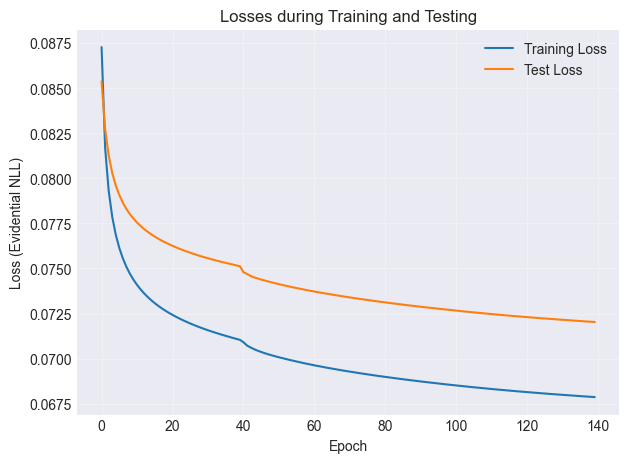 Losses during Training and Testing
Training Loss
Test Loss
0.0875
0.0850
0.0825
0.0800
0.0775
0.0750
0.0725
0.0700
0.0675
Loss (Evidential NLL)
0 20 40 60 80 100 120 140
Epoch